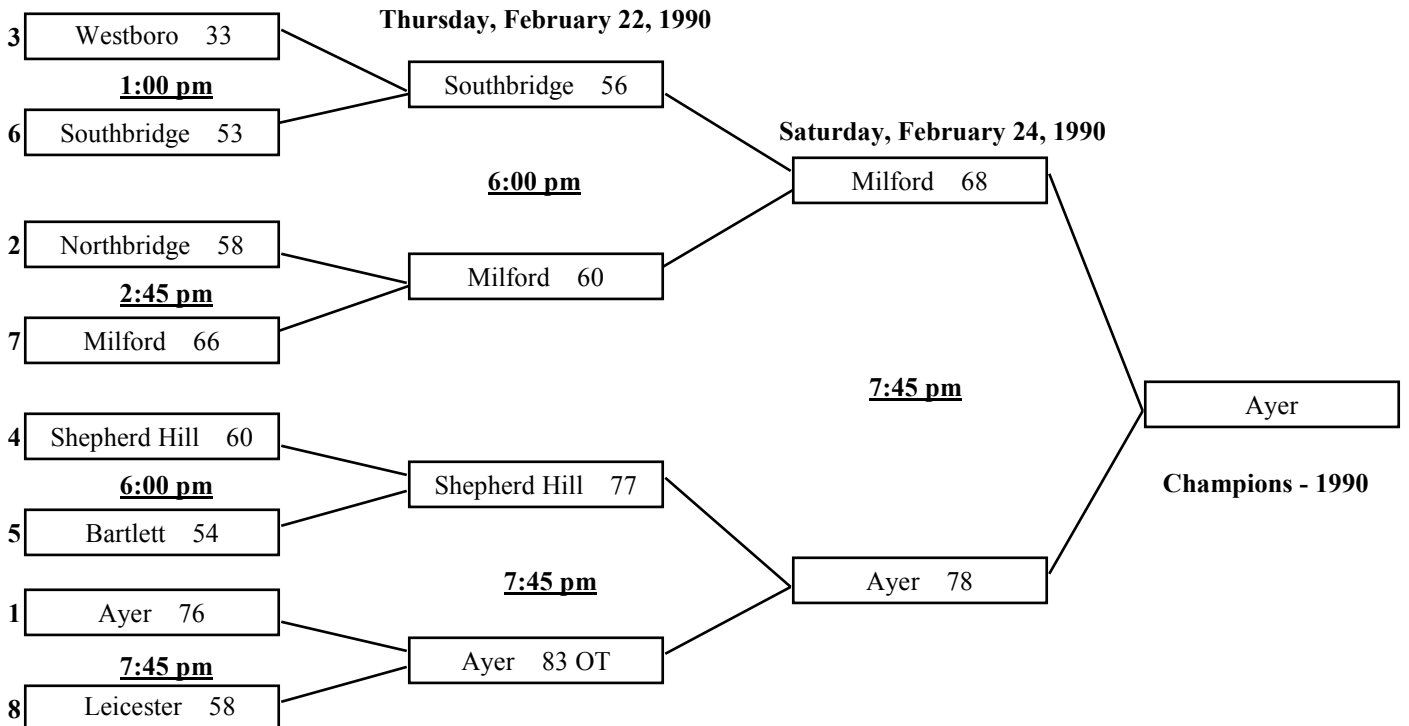 Thursday, February 22, 1990
3 Westboro 33
1:00 pm
6 Southbridge 53
Southbridge 56
6:00 pm
2 Northbridge 58
2:45 pm
7 Milford 66
Milford 60
Saturday, February 24, 1990
Milford 68
7:45 pm
4 Shepherd Hill 60
6:00 pm
5 Bartlett 54
Shepherd Hill 77
7:45 pm
1 Ayer 76
7:45 pm
8 Leicester 58
Ayer 83 OT
Ayer 78
Ayer
Champions - 1990